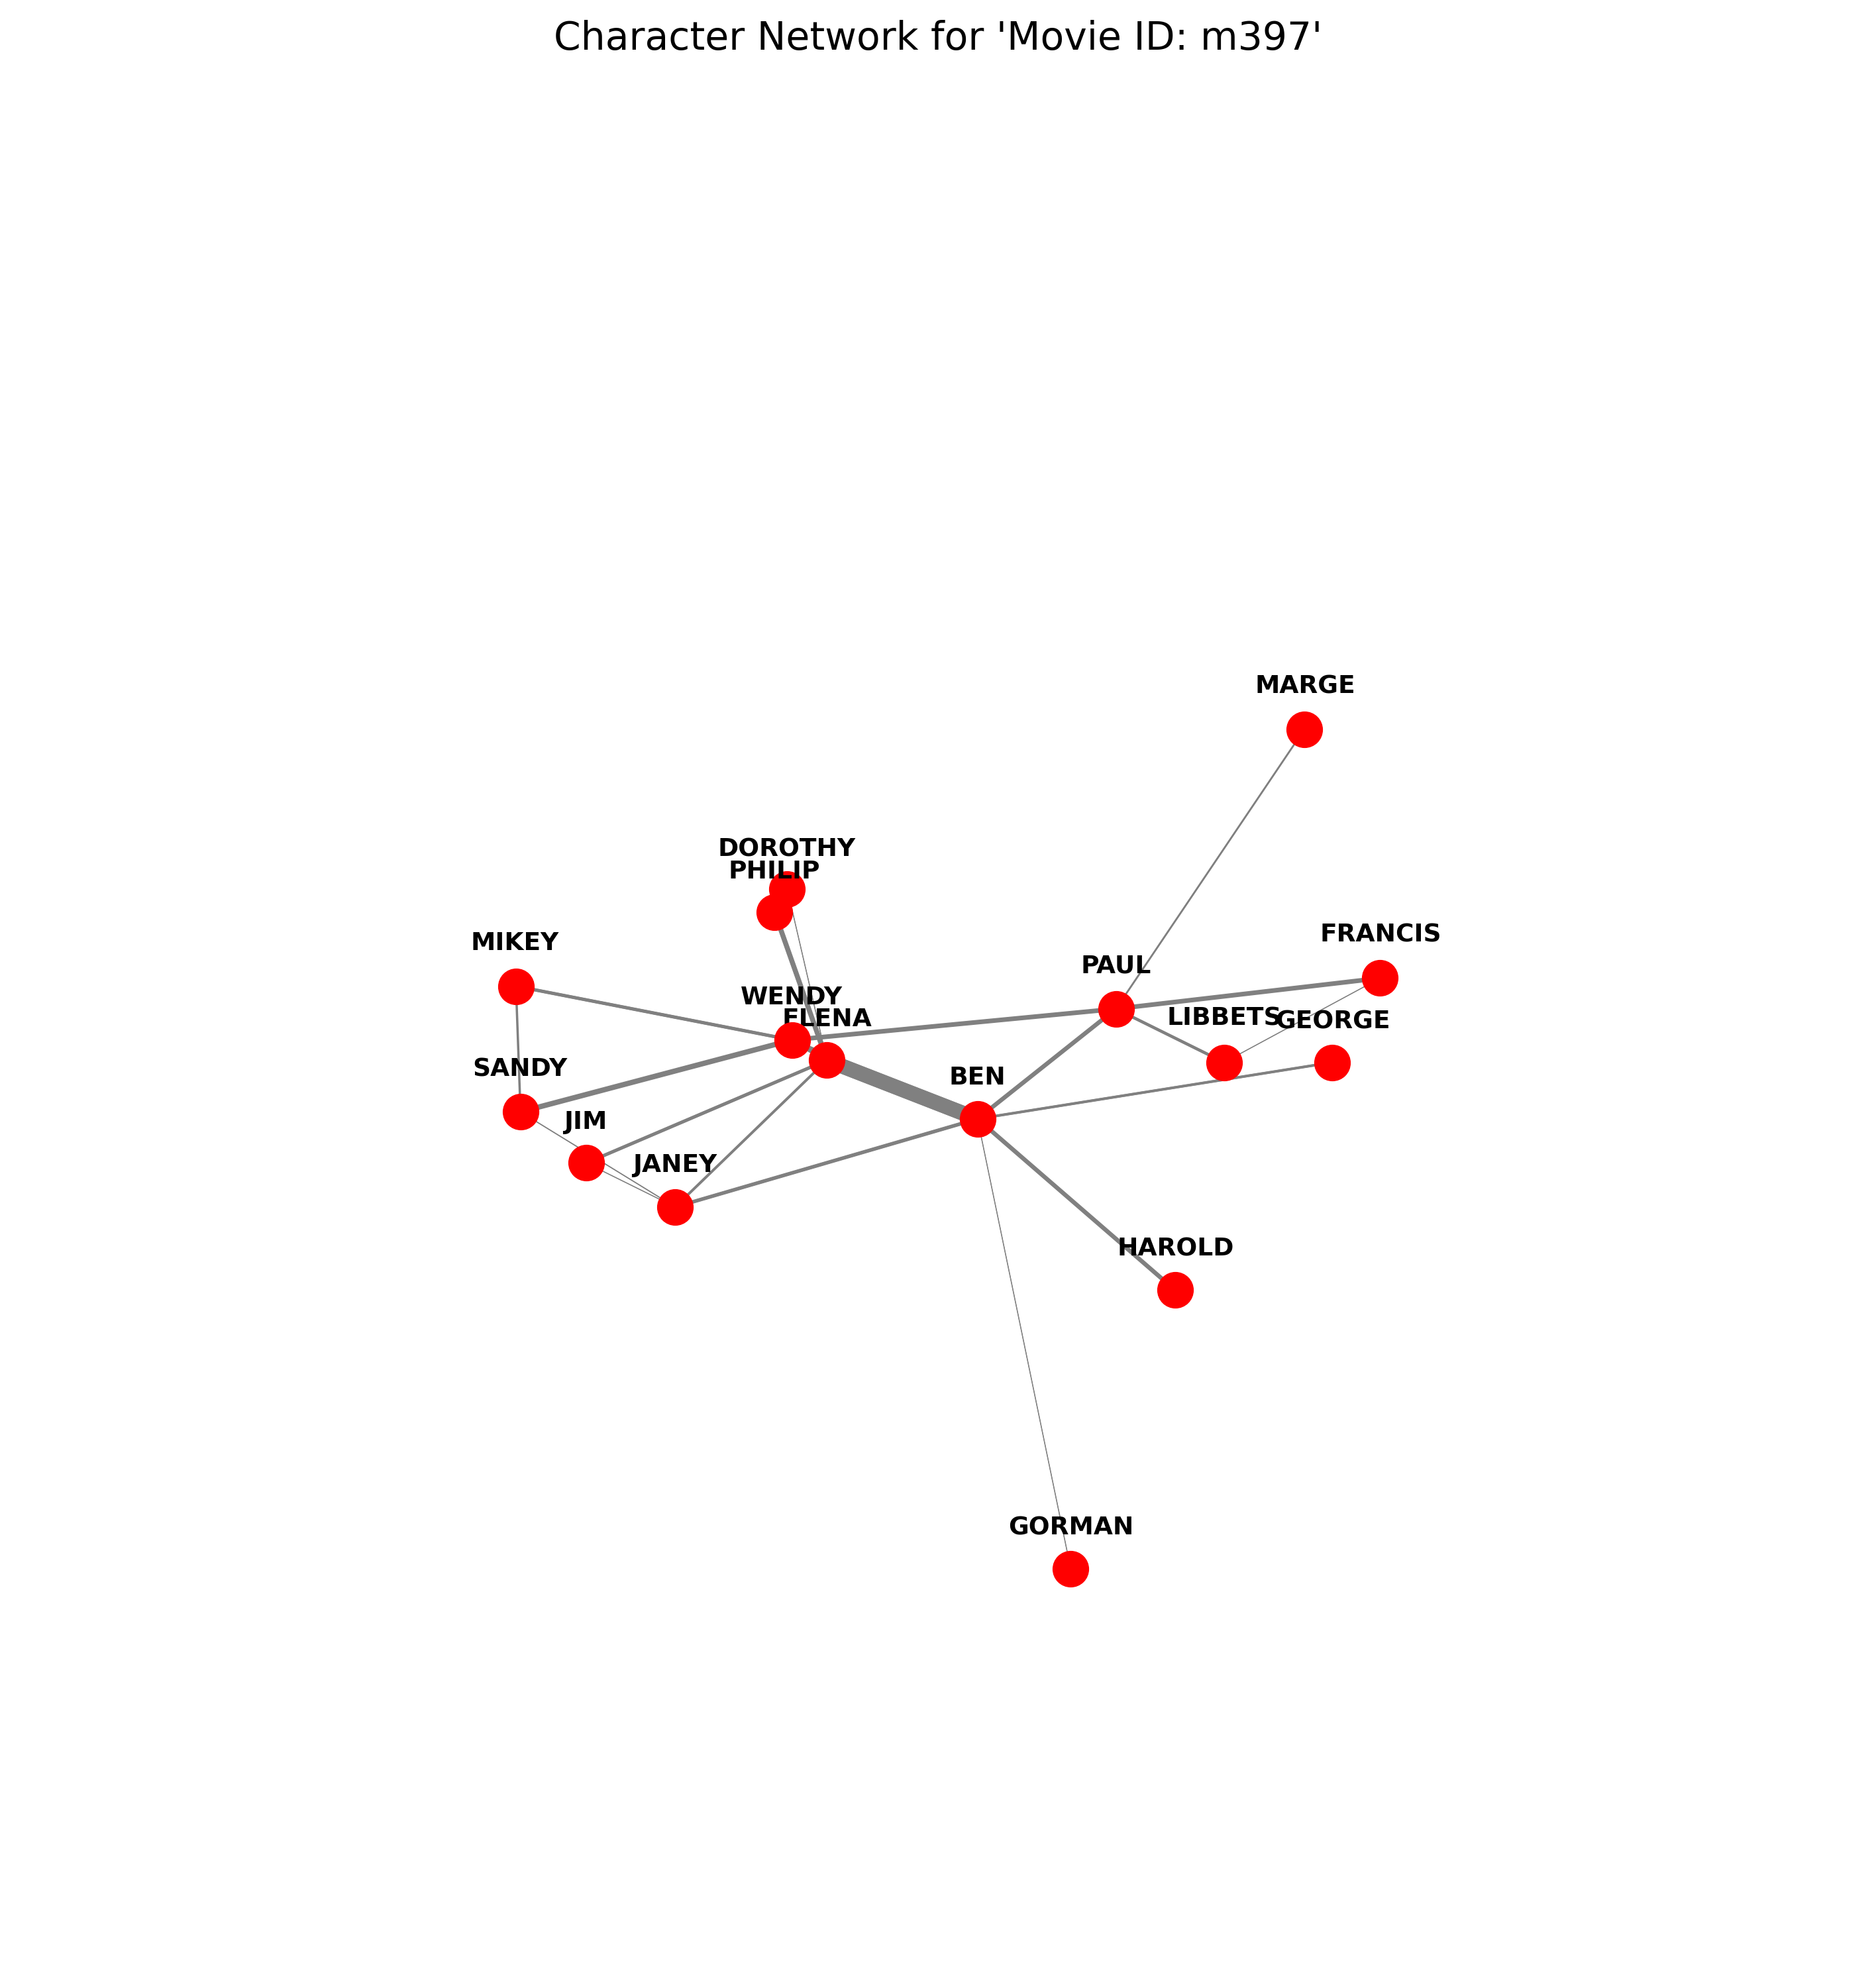 Character Network for 'Movie ID: m397'
MARGE
DOROTHY
PHILIP
MIKEY
FRANCIS
PAUL
WENDY
ELENA
LIBBETS
GEORGE
SANDY
BEN
JIM
JANEY
HAROLD
GORMAN